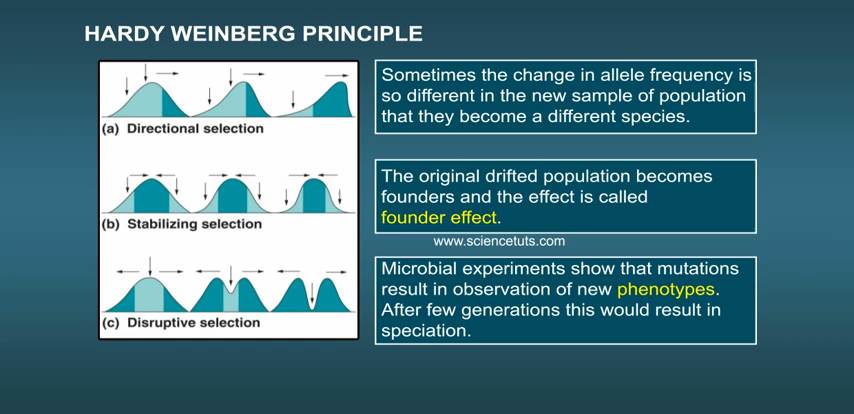 HARDY WEINBERG PRINCIPLE
(a) Directional selection
(b) Stabilizing selection
(c) Disruptive selection
Sometimes the change in allele frequency is
so different in the new sample of population
that they become a different species.
The original drifted population becomes
founders and the effect is called
founder effect.
www.sciencetuts.com
Microbial experiments show that mutations
result in observation of new phenotypes.
After few generations this would result in
speciation.